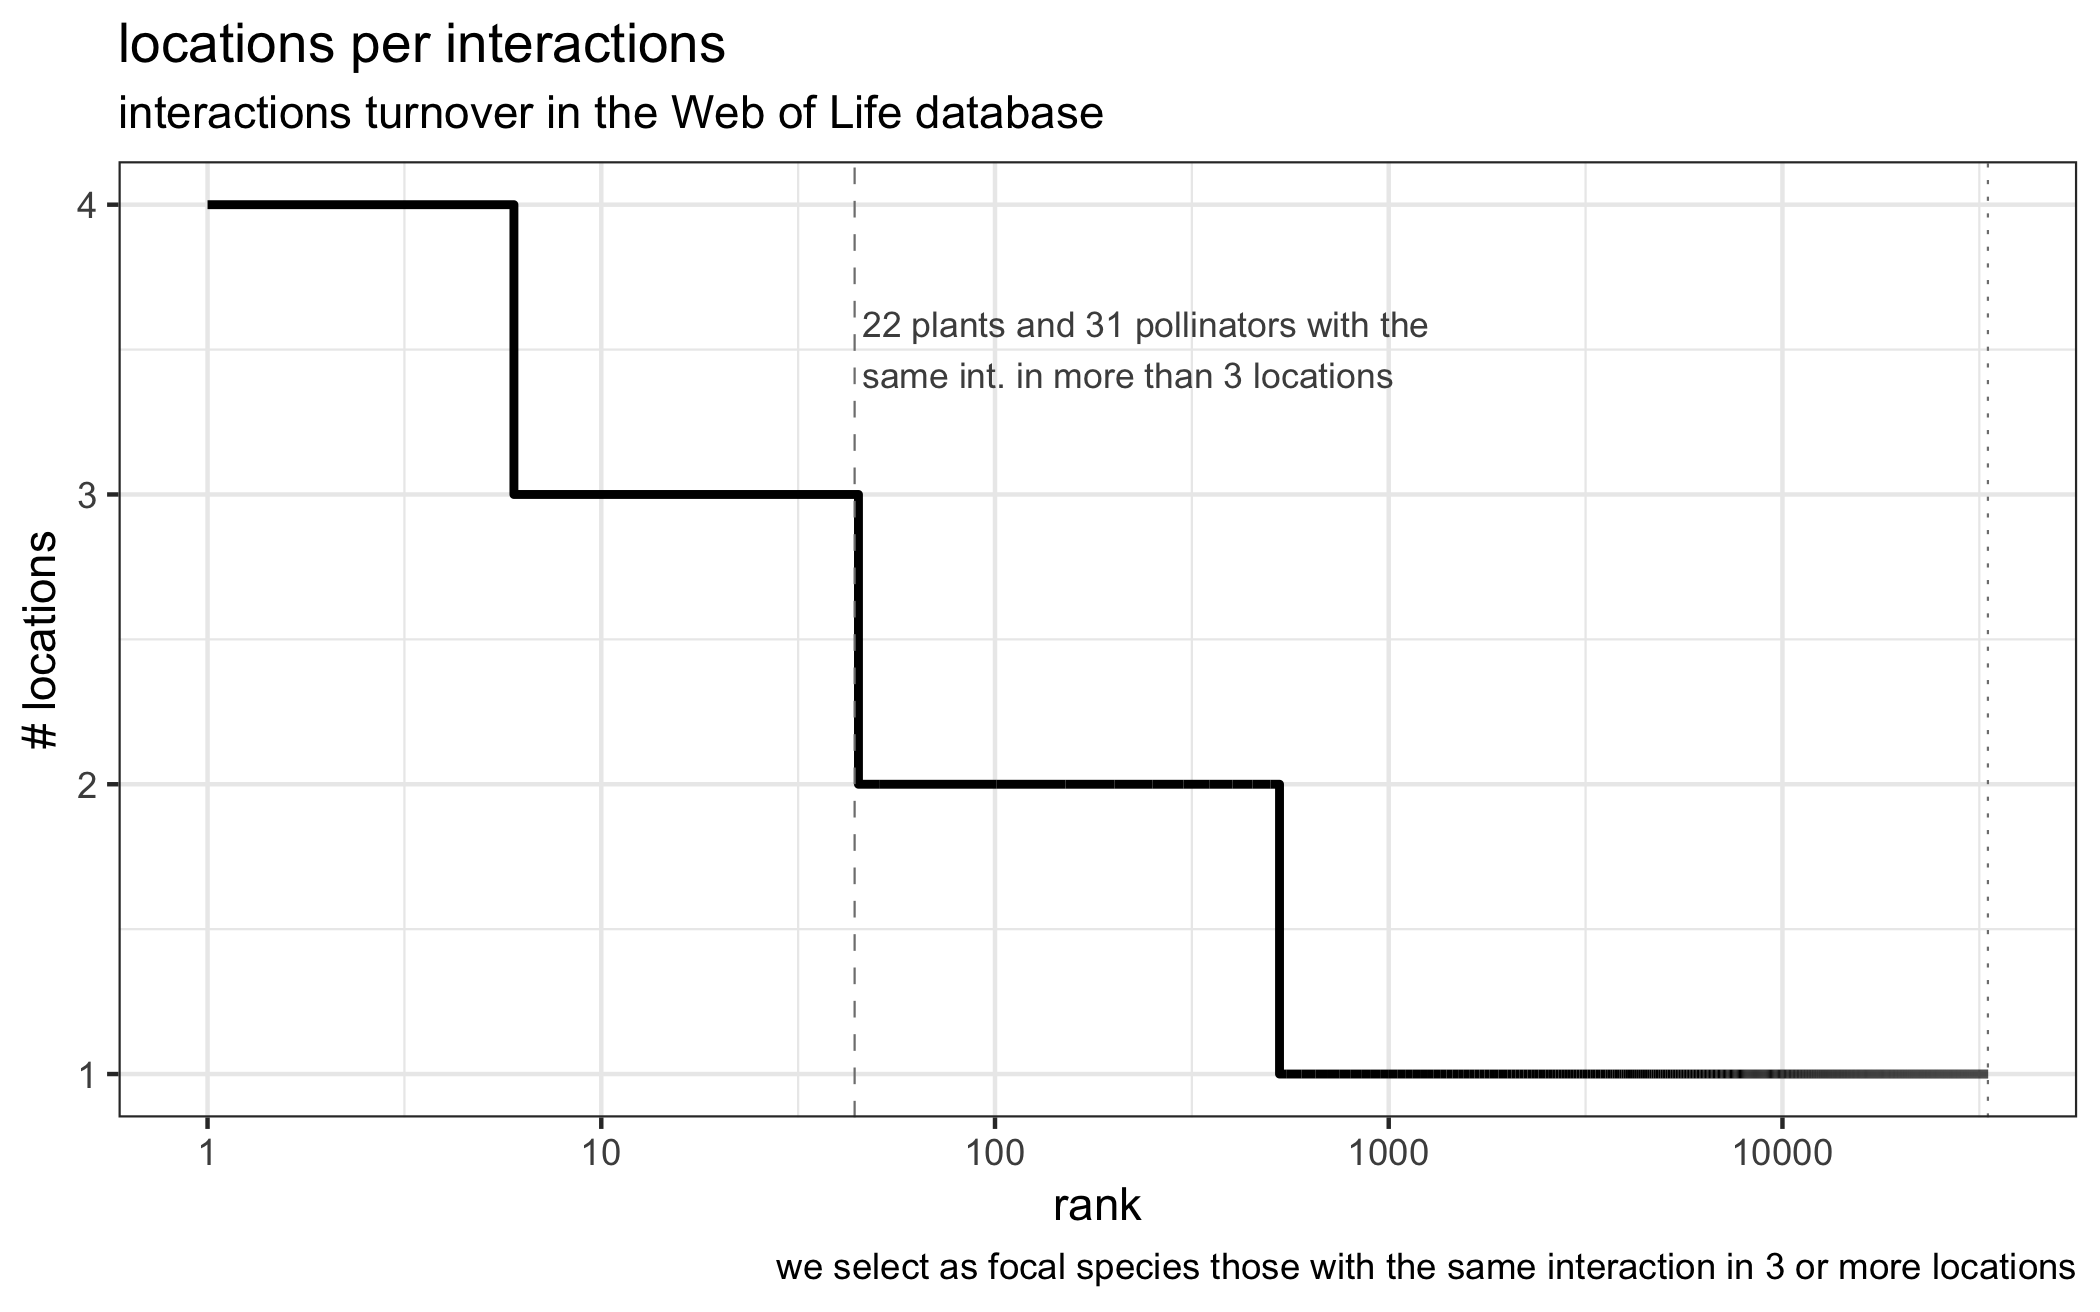 locations per interactions
interactions turnover in the Web of Life database
4
22 plants and 31 pollinators with the
same int. in more than 3 locations
3
# locations
2
1
1 10 100 1000 10000
rank
we select as focal species those with the same interaction in 3 or more locations